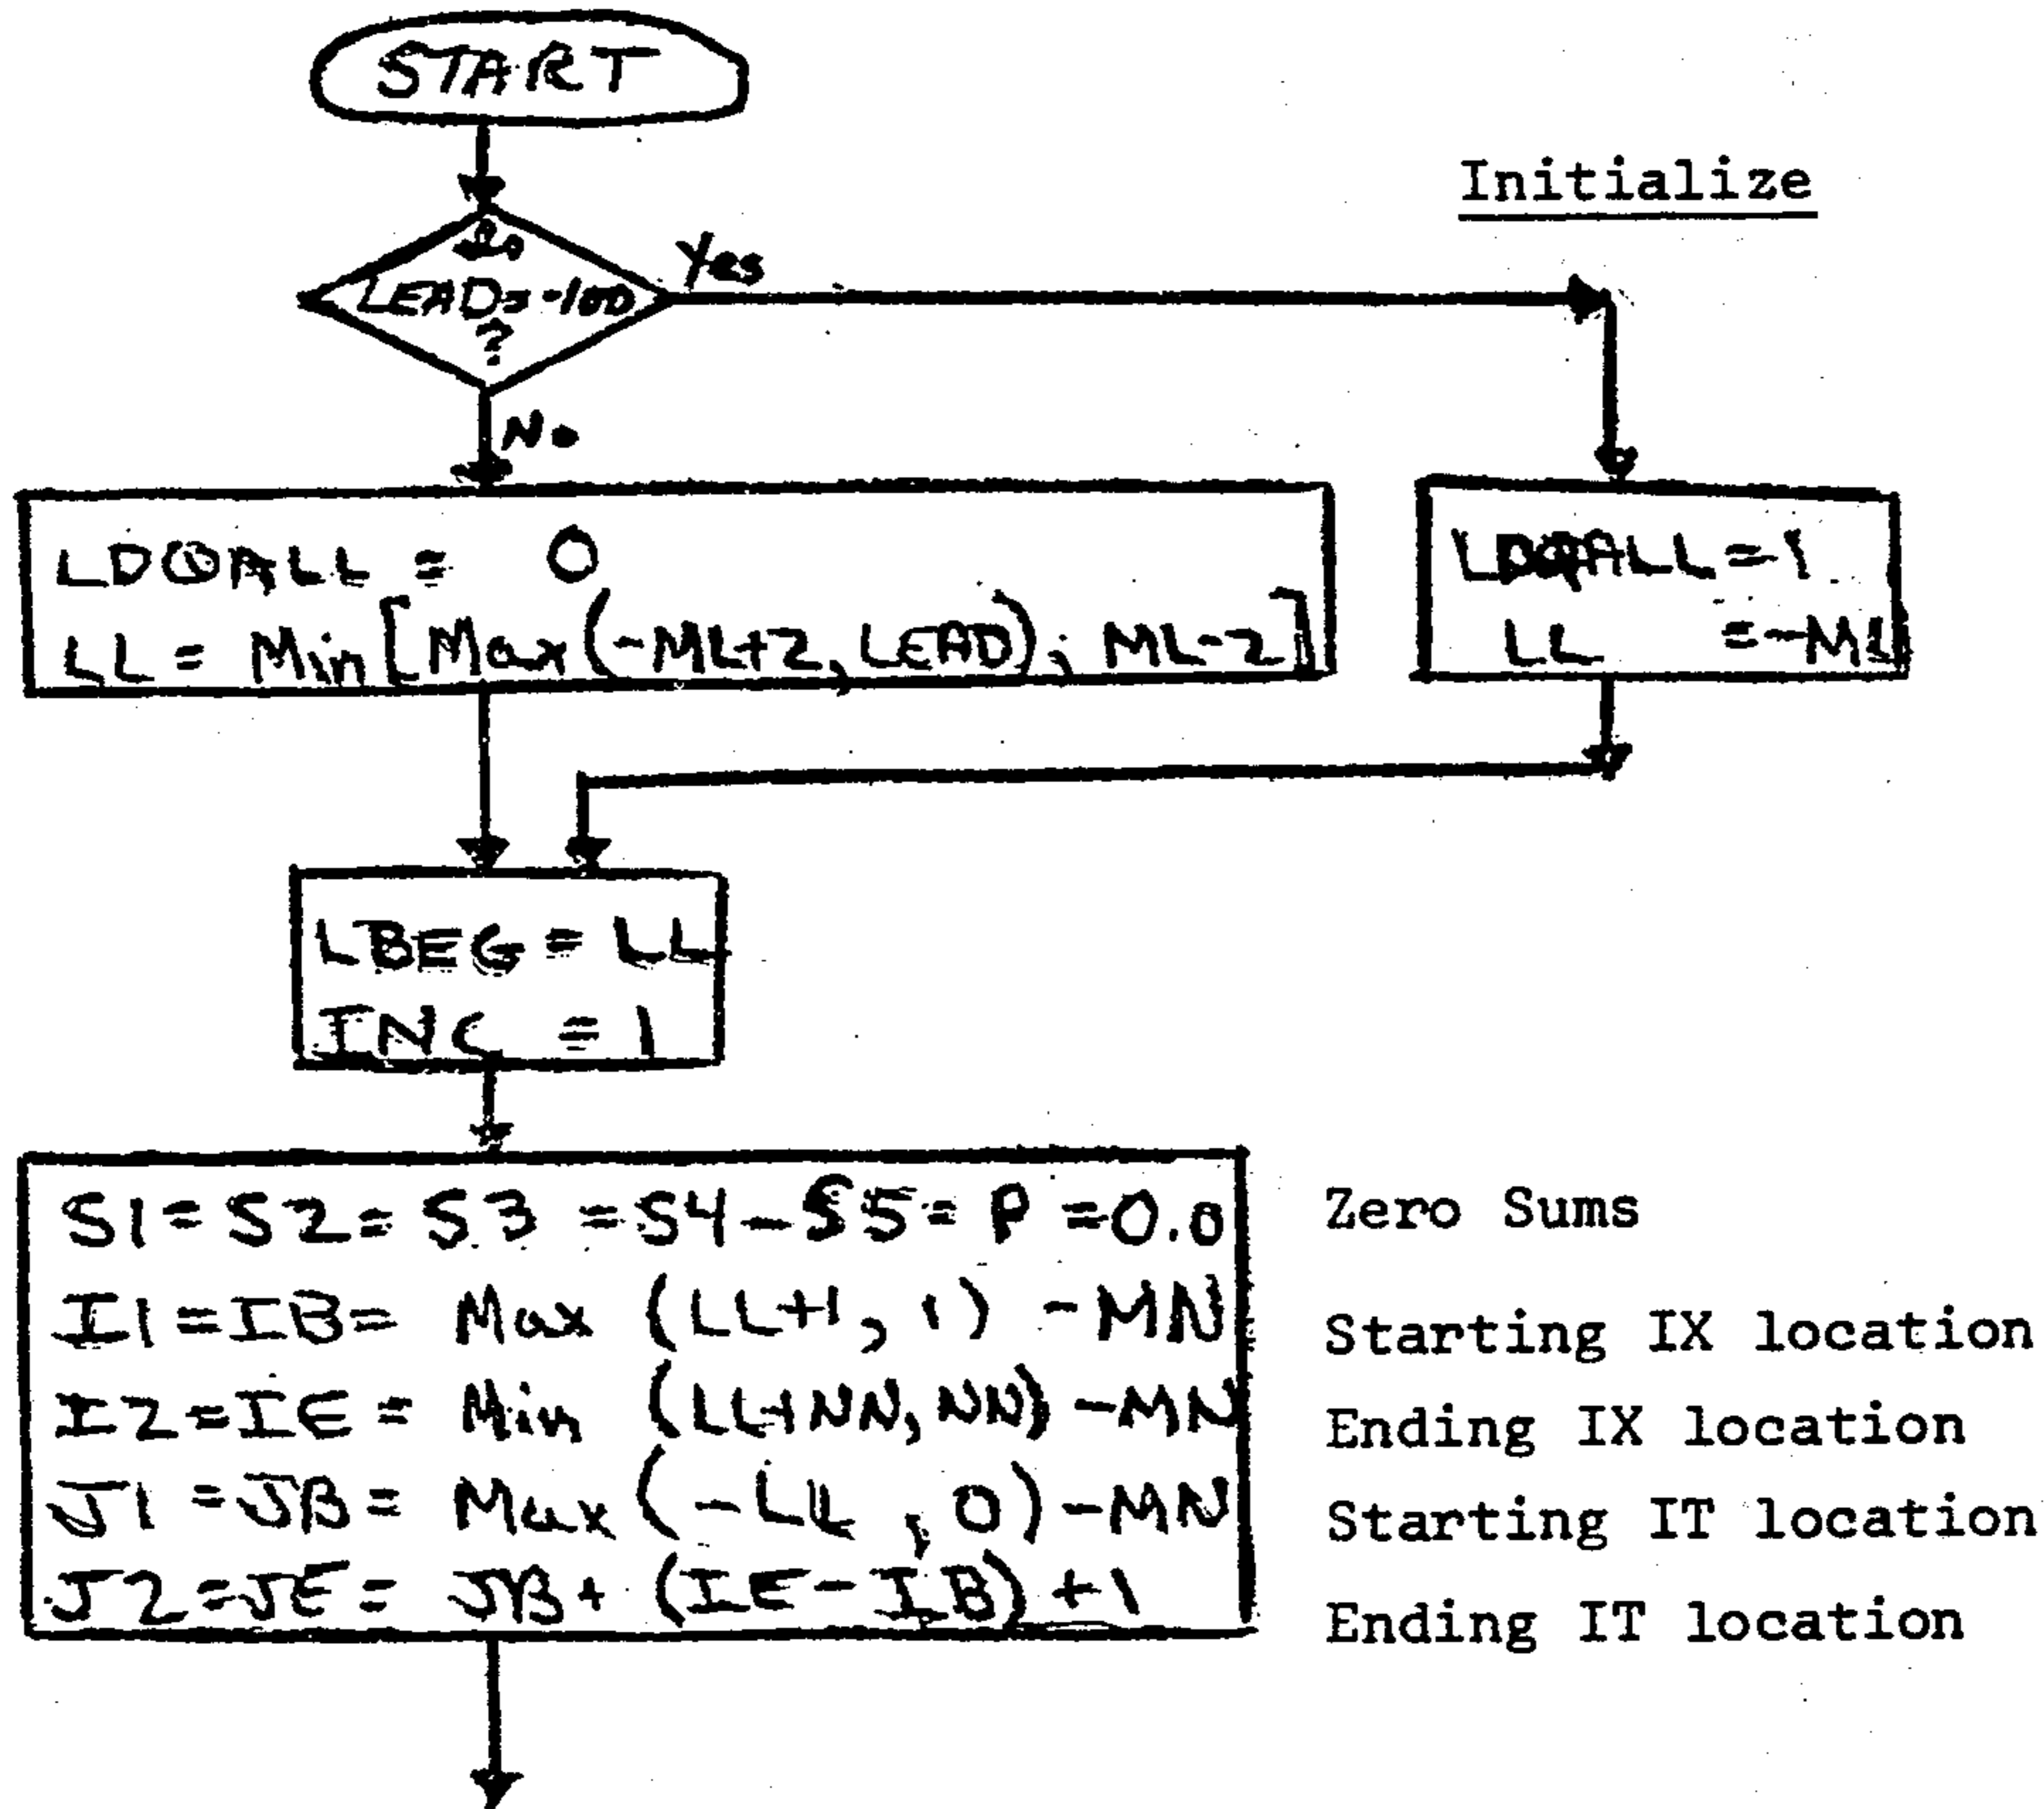 START
Initialize
Is
LEAD=-100
?
Yes
No
LDOALL = 0
LL = Min[Max(-ML+2, LEAD), ML-2]
LDOALL = 1
LL = -ML
LBEG = LL
INC = 1
S1 = S2 = S3 = S4 - S5 = P = 0.0 Zero Sums
I1 = IB = Max (LL+1, 1) - MN Starting IX location
I2 = IE = Min (LL+NN, NN) - MN Ending IX location
J1 = JB = Max (-LL, 0) - MN Starting IT location
J2 = JE = JB + (IE - IB) + 1 Ending IT location